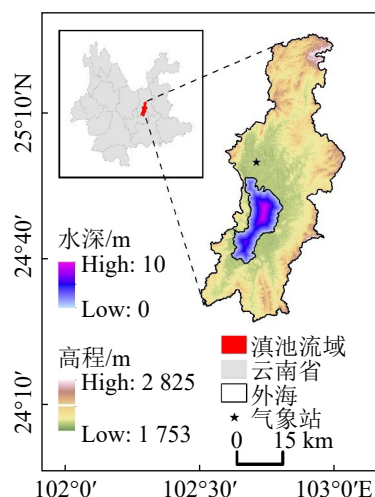 25°10′N
24°40′
24°10′
水深/m
High: 10
Low: 0
高程/m
High: 2 825
Low: 1 753
滇池流域
云南省
外海
气象站
0 15 km
102°0′
102°30′
103°0′E